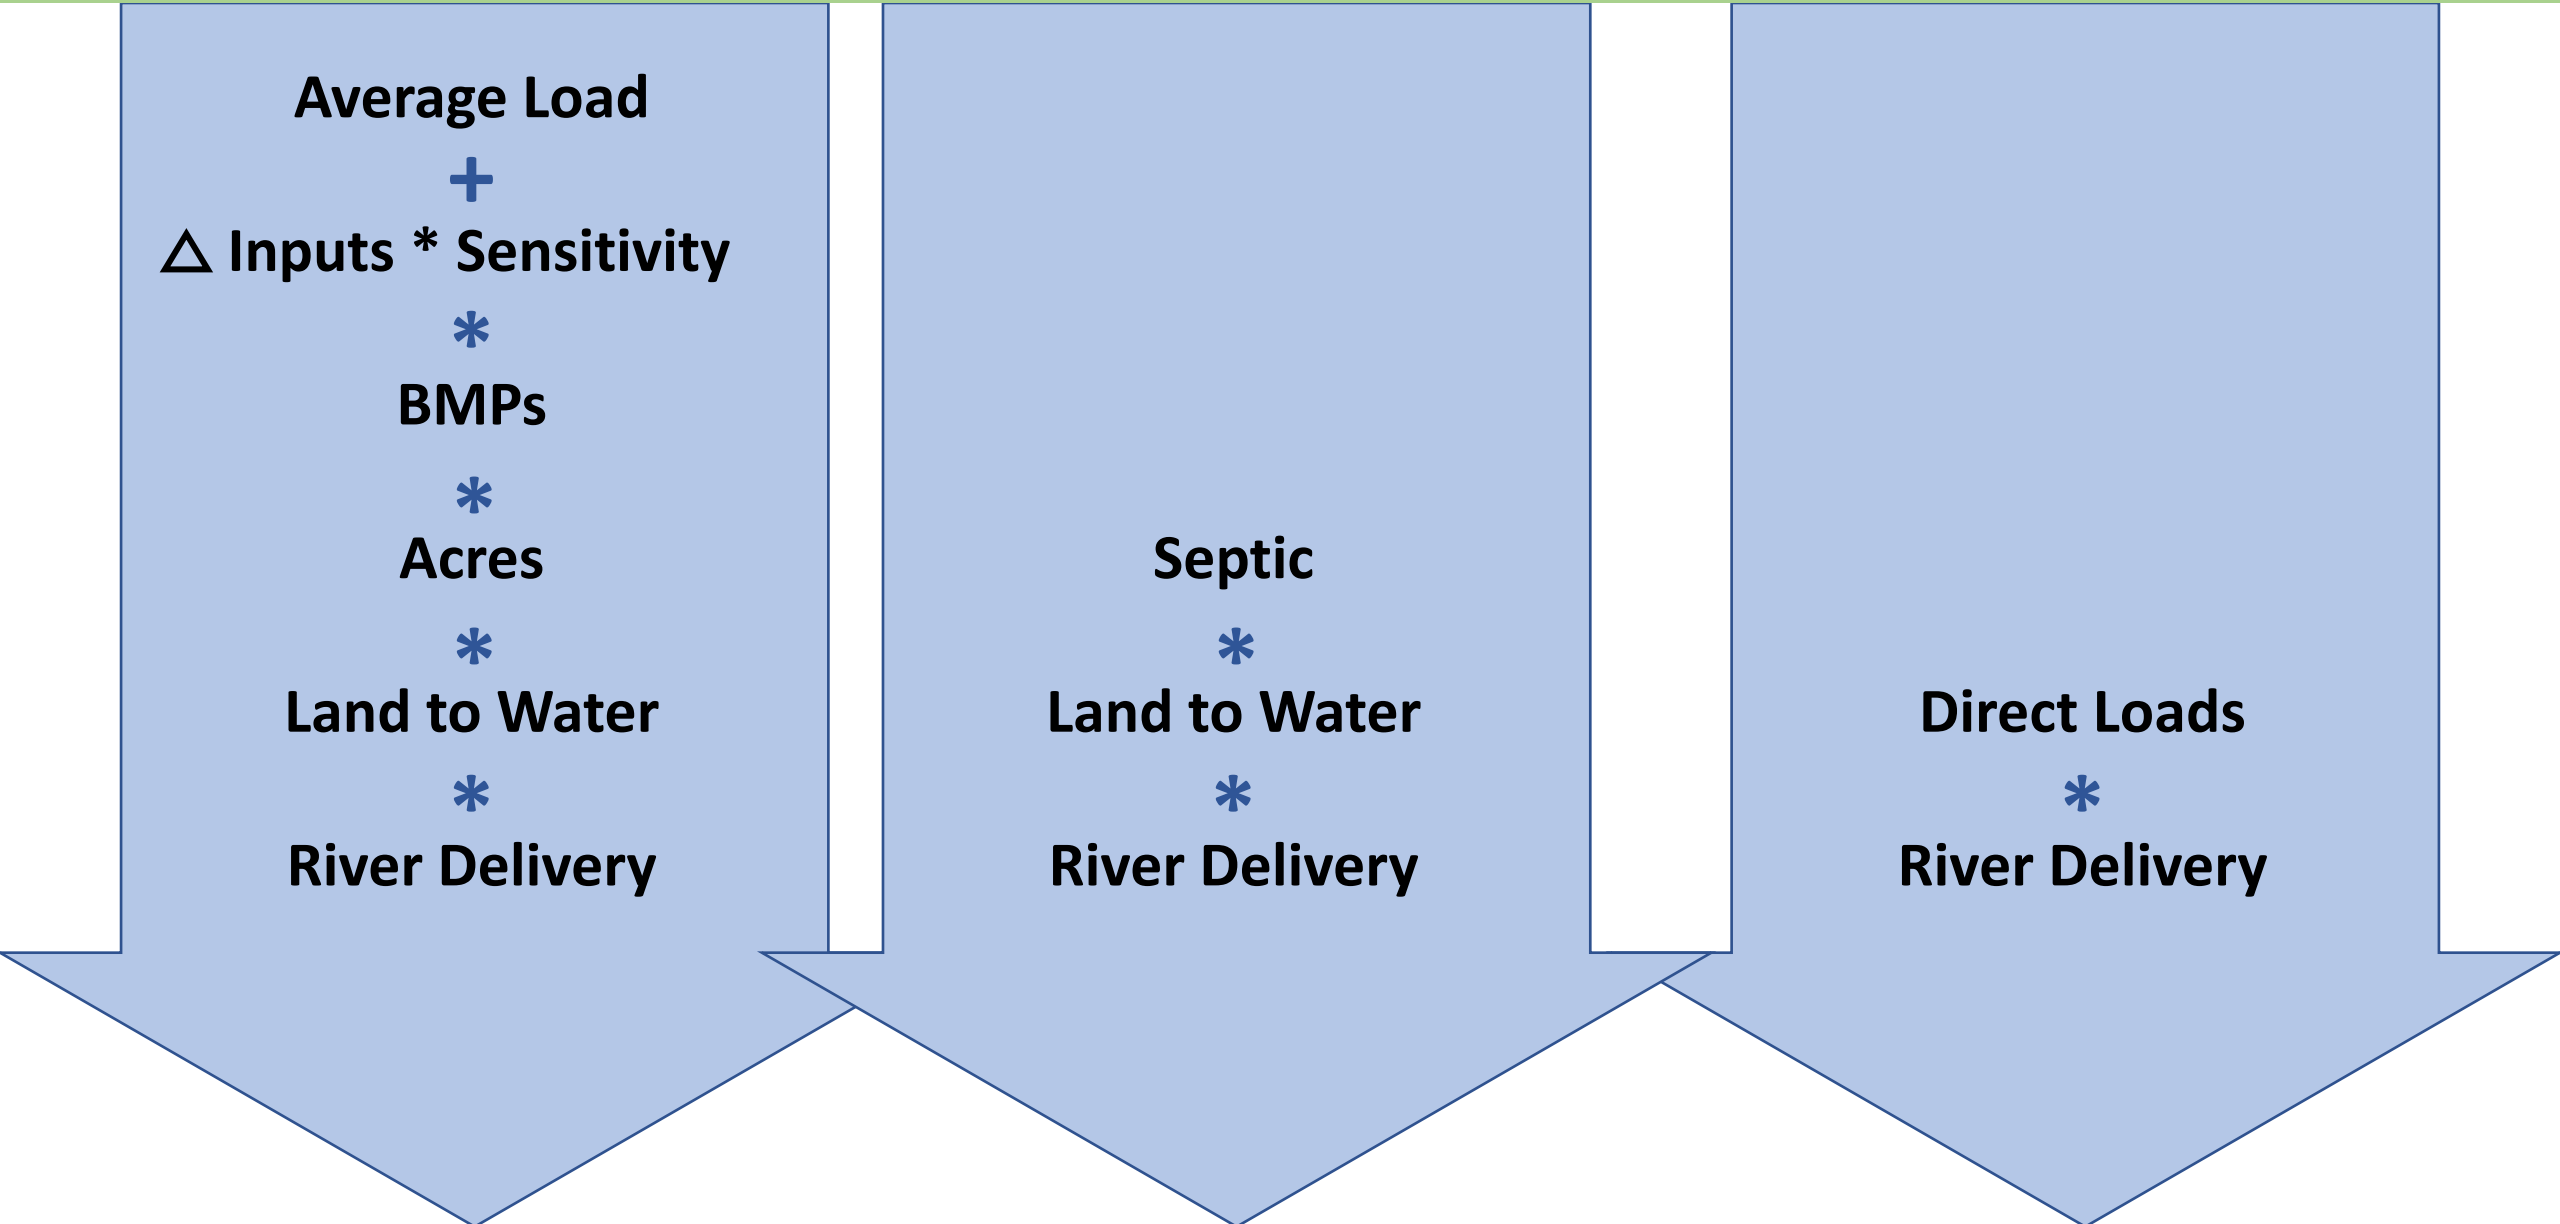 Average Load
+
△ Inputs * Sensitivity
*
BMPs
*
Acres
*
Land to Water
*
River Delivery
Septic
*
Land to Water
*
River Delivery
Direct Loads
*
River Delivery